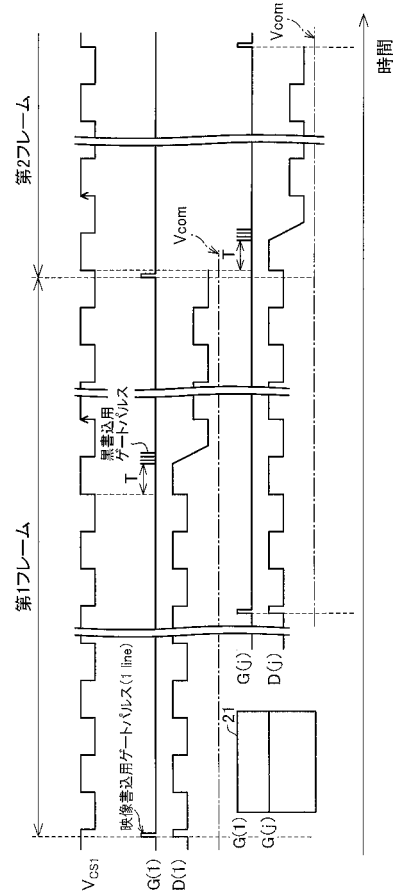 第1フレーム
第2フレーム
VCS1
映像書込用ゲートパルス(1 line)
黒書込用
ゲートパルス
T
G(1)
D(1)
Vcom
T
G(j)
D(j)
Vcom
21
G(1)
G(j)
時間